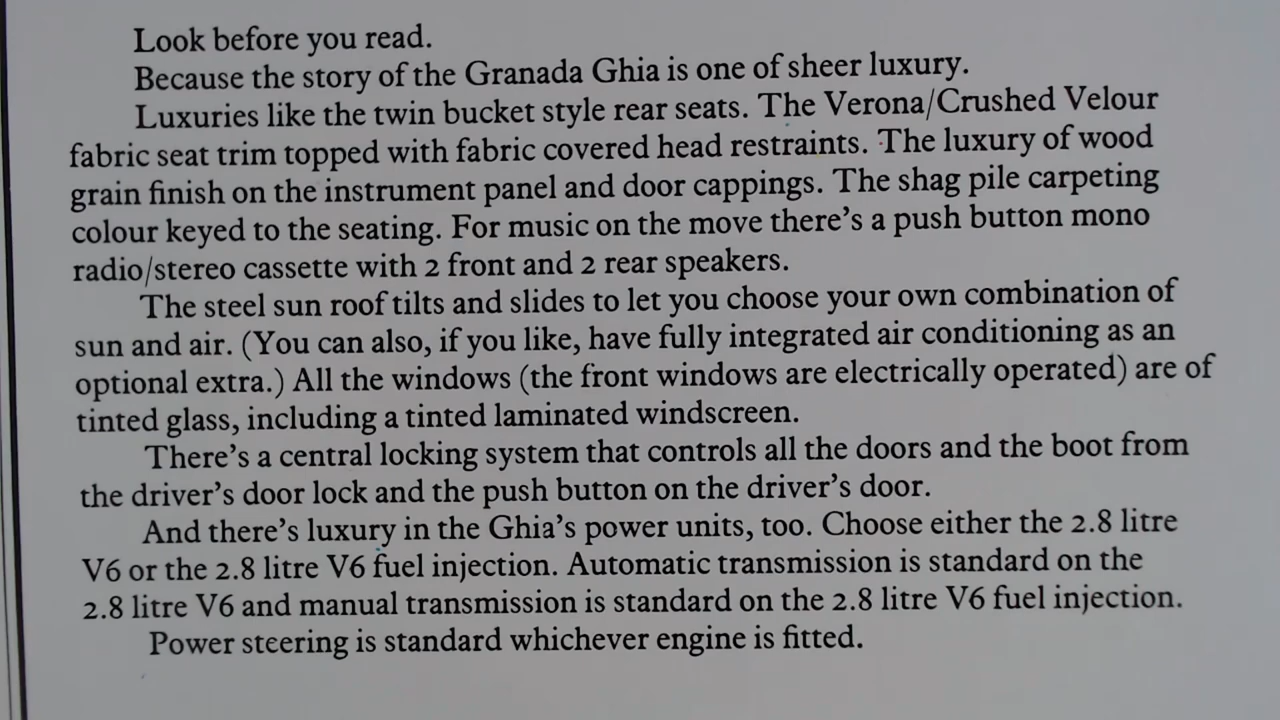 Look before you read.
Because the story of the Granada Ghia is one of sheer luxury.
Luxuries like the twin bucket style rear seats. The Verona/Crushed Velour
fabric seat trim topped with fabric covered head restraints. The luxury of wood
grain finish on the instrument panel and door cappings. The shag pile carpeting
colour keyed to the seating. For music on the move there’s a push button mono
radio/stereo cassette with 2 front and 2 rear speakers.
The steel sun roof tilts and slides to let you choose your own combination of
sun and air. (You can also, if you like, have fully integrated air conditioning as an
optional extra.) All the windows (the front windows are electrically operated) are of
tinted glass, including a tinted laminated windscreen.
There’s a central locking system that controls all the doors and the boot from
the driver’s door lock and the push button on the driver’s door.
And there’s luxury in the Ghia’s power units, too. Choose either the 2.8 litre
V6 or the 2.8 litre V6 fuel injection. Automatic transmission is standard on the
2.8 litre V6 and manual transmission is standard on the 2.8 litre V6 fuel injection.
Power steering is standard whichever engine is fitted.